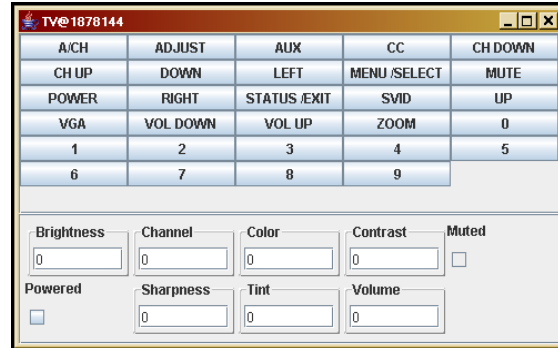 TV@1878144
A/CH ADJUST AUX CC CH DOWN
CH UP DOWN LEFT MENU /SELECT MUTE
POWER RIGHT STATUS /EXIT SVID UP
VGA VOL DOWN VOL UP ZOOM 0
1 2 3 4 5
6 7 8 9
Brightness Channel Color Contrast Muted
0 0 0 0
Powered Sharpness Tint Volume
0 0 0